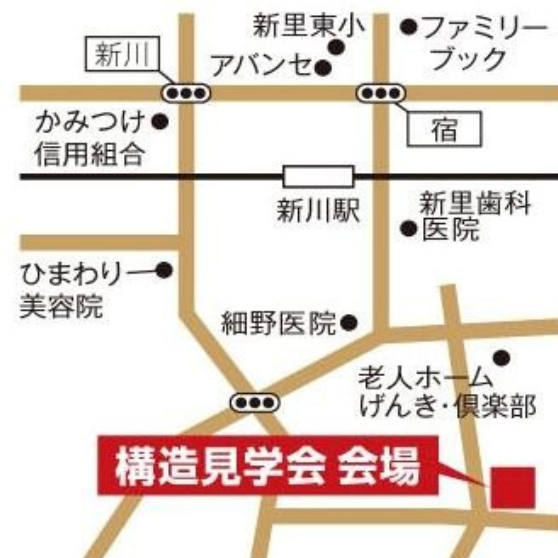 新里東小
ファミリー
ブック
新川
アバンセ
宿
かみつけ
信用組合
新川駅
新里歯科
医院
ひまわり
美容院
細野医院
老人ホーム
げんき・倶楽部
構造見学会 会場